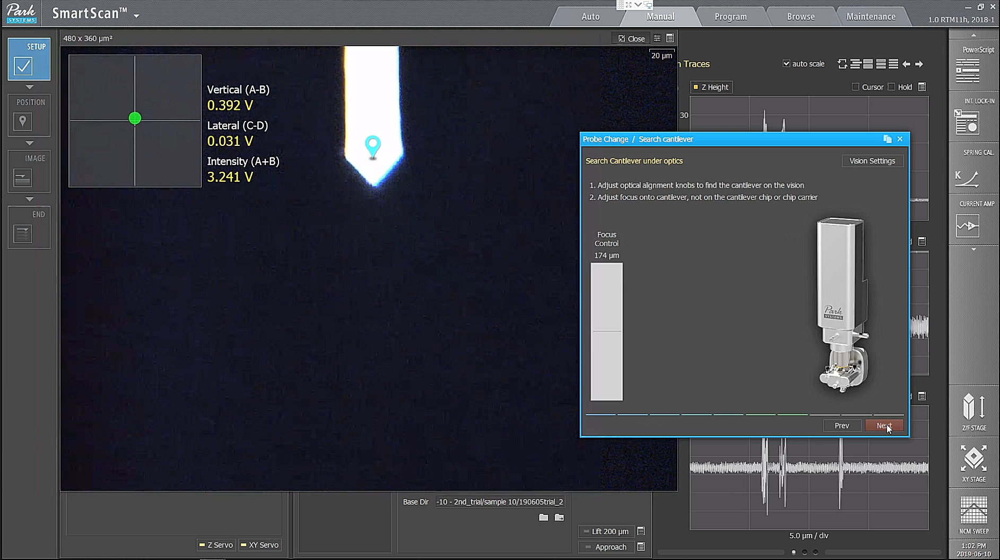 Park
SYSTEMS
SmartScan™
Auto
Manual
Program
Browse
Maintenance
1.0 RTM11h, 2018-1
SETUP
POSITION
IMAGE
END
480 x 360 µm²
Close
20 µm
Vertical (A-B)
0.392 V
Lateral (C-D)
0.031 V
Intensity (A+B)
3.241 V
Traces
auto scale
Z Height
Cursor
Hold
30
Probe Change / Search cantilever
Search Cantilever under optics
Vision Settings
1. Adjust optical alignment knobs to find the cantilever on the vision
2. Adjust focus onto cantilever, not on the cantilever chip or chip carrier
Focus
Control
174 µm
Park
SYSTEMS
Prev
Next
Base Dir
-10 - 2nd_trial/sample 10/190605trial_2
Lift 200 µm
Approach
Z Servo
XY Servo
5.0 µm / div
PowerScript
INT. LOCK-IN
SPRING CAL.
K
CURRENT AMP
Z/F STAGE
XY STAGE
NCM SWEEP
1:02 PM
2019-06-10